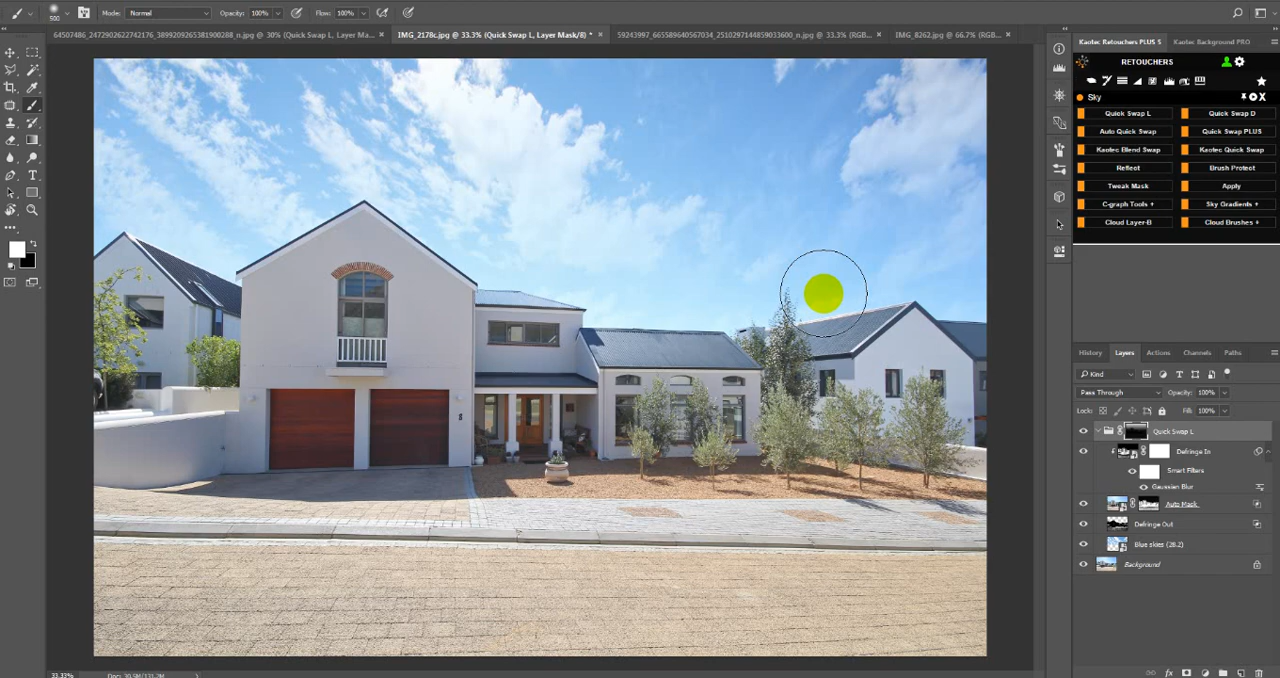 500
Mode: Normal
Opacity: 100%
Flow: 100%
64507486_2472902622742176_3899209265381900288_n.jpg @ 30% (Quick Swap L, Layer Ma...
IMG_2178c.jpg @ 33.3% (Quick Swap L, Layer Mask/8) *
59243997_665589640567034_2510297144859033600_n.jpg @ 33.3% (RGB...
IMG_8262.jpg @ 66.7% (RGB...
Kaotec Retouchers PLUS 5
Kaotec Background PRO
RETOUCHERS
Sky
Quick Swap L
Quick Swap D
Auto Quick Swap
Quick Swap PLUS
Kaotec Blend Swap
Kaotec Quick Swap
Reflect
Brush Protect
Tweak Mask
Apply
C-graph Tools +
Sky Gradients +
Cloud Layer-B
Cloud Brushes +
History
Layers
Actions
Channels
Paths
Kind
Pass Through
Opacity: 100%
Lock:
Fill: 100%
Quick Swap L
Defringe In
Smart Filters
Gaussian Blur
Auto Mask
Defringe Out
Blue skies (28.2)
Background
33.33%